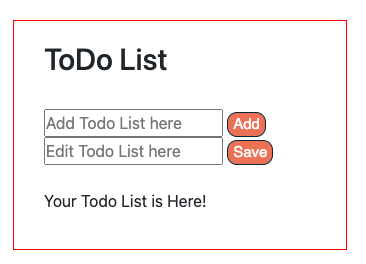 ToDo List
Add Todo List here Add
Edit Todo List here Save
Your Todo List is Here!